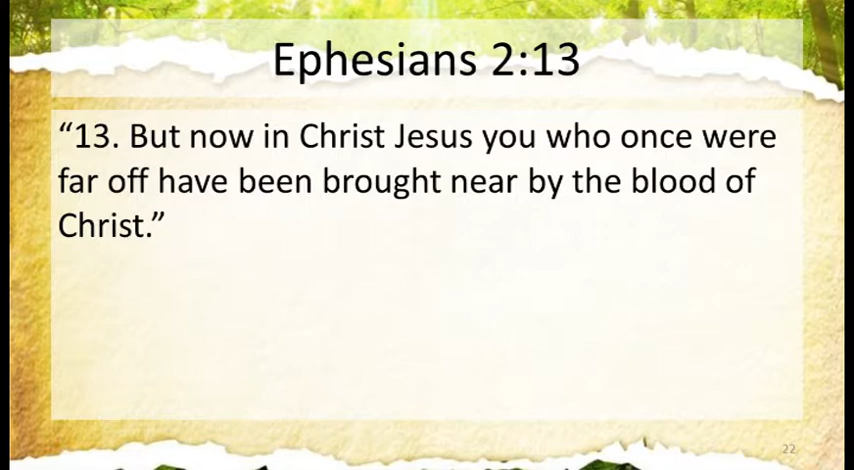 Ephesians 2:13
“13. But now in Christ Jesus you who once were
far off have been brought near by the blood of
Christ.”
22